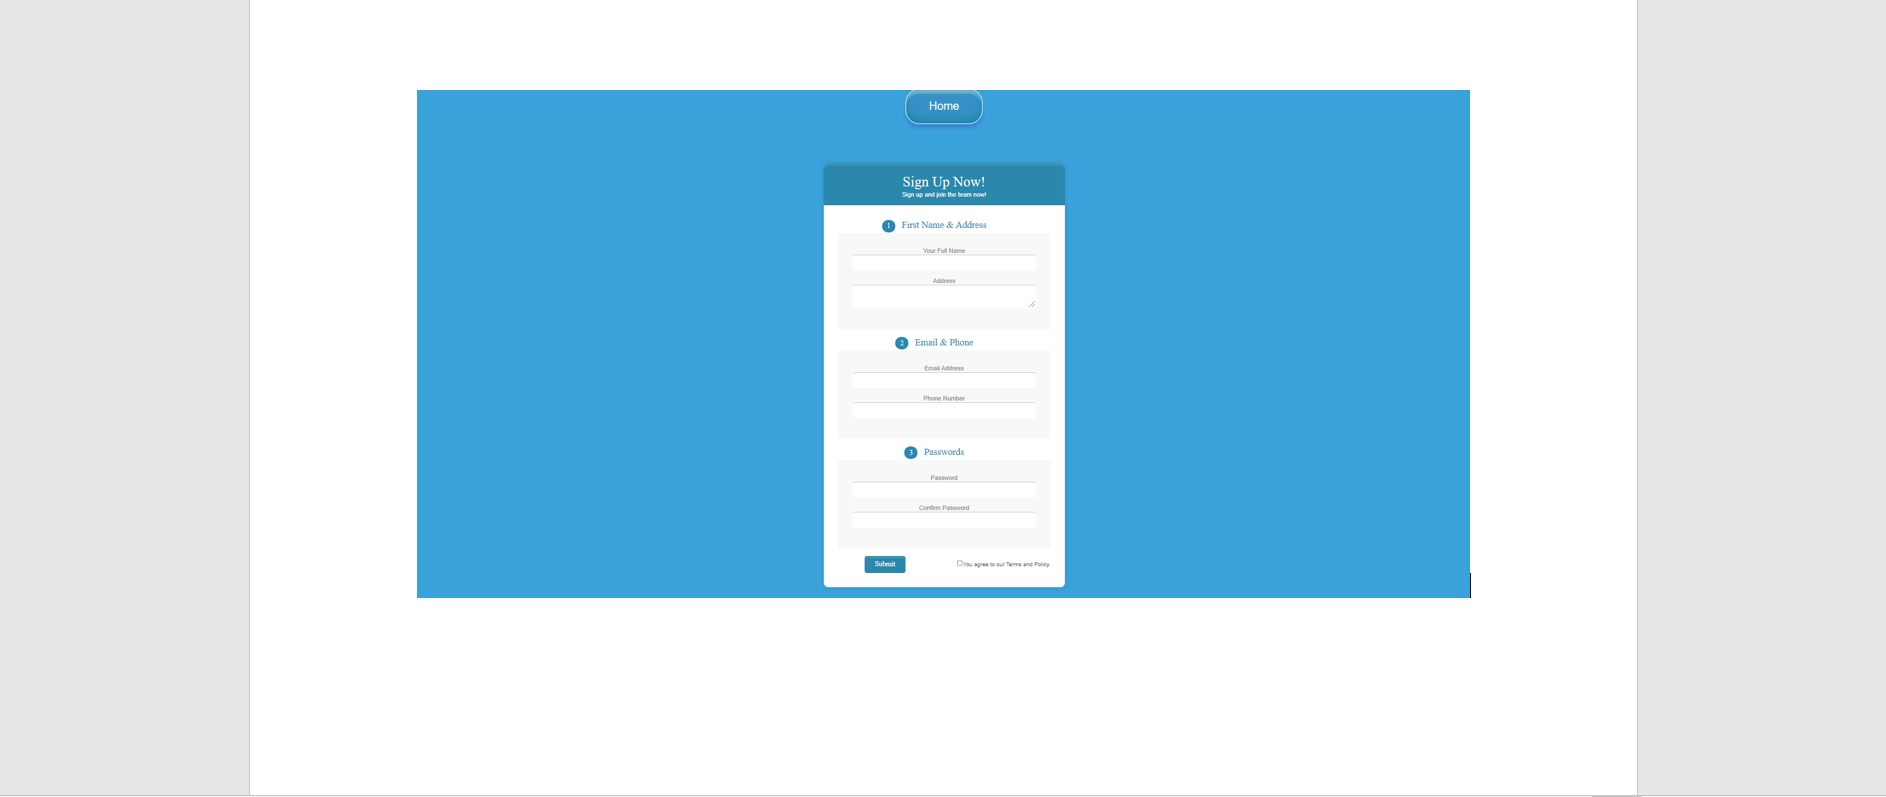 Home
Sign Up Now!
Sign up and join the team now!
1 First Name & Address
Your Full Name
Address
2 Email & Phone
Email Address
Phone Number
3 Passwords
Password
Confirm Password
Submit
You agree to our Terms and Policy.